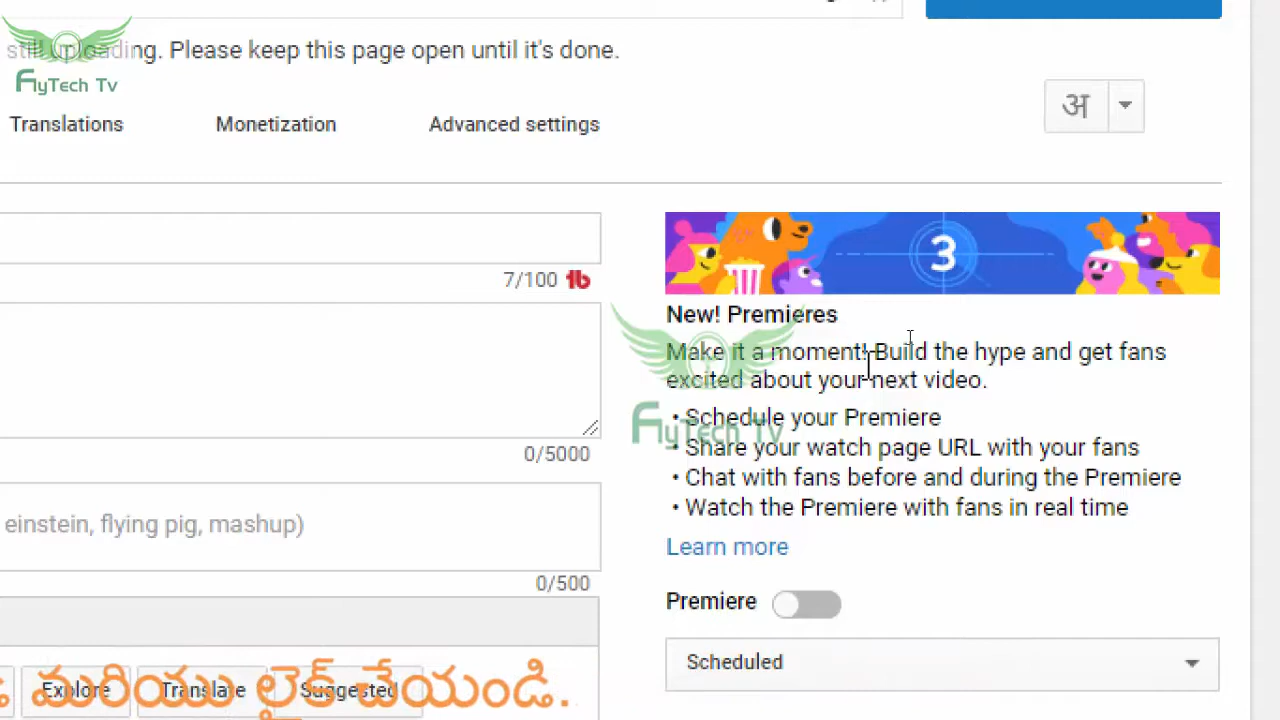 still uploading. Please keep this page open until it's done.
FlyTech Tv
अ
Translations Monetization Advanced settings
7/100
3
New! Premieres
Make it a moment! Build the hype and get fans
excited about your next video.
• Schedule your Premiere
• Share your watch page URL with your fans
• Chat with fans before and during the Premiere
• Watch the Premiere with fans in real time
Learn more
FlyTech Tv
0/5000
einstein, flying pig, mashup)
0/500
Premiere
Scheduled
Explore Translate Suggested
మరియు లైక్ చేయండి.